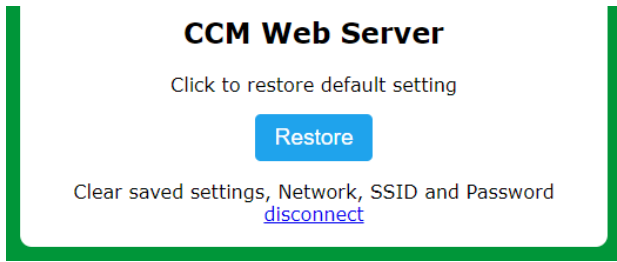 CCM Web Server
Click to restore default setting
Restore
Clear saved settings, Network, SSID and Password
disconnect